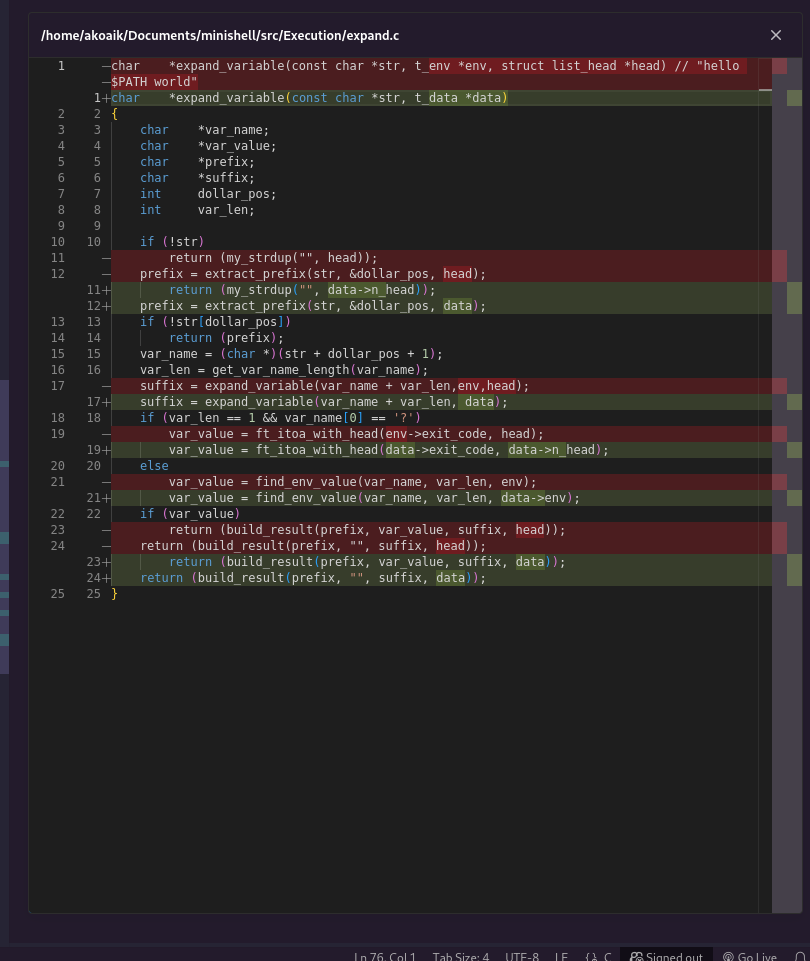 /home/akoaik/Documents/minishell/src/Execution/expand.c ×
1 —char *expand_variable(const char *str, t_env *env, struct list_head *head) // "hello
—$PATH world"
1+char *expand_variable(const char *str, t_data *data)
2 2 {
3 3 char *var_name;
4 4 char *var_value;
5 5 char *prefix;
6 6 char *suffix;
7 7 int dollar_pos;
8 8 int var_len;
9 9
10 10 if (!str)
11 — return (my_strdup("", head));
12 — prefix = extract_prefix(str, &dollar_pos, head);
11+ return (my_strdup("", data->n_head));
12+ prefix = extract_prefix(str, &dollar_pos, data);
13 13 if (!str[dollar_pos])
14 14 return (prefix);
15 15 var_name = (char *)(str + dollar_pos + 1);
16 16 var_len = get_var_name_length(var_name);
17 — suffix = expand_variable(var_name + var_len,env,head);
17+ suffix = expand_variable(var_name + var_len, data);
18 18 if (var_len == 1 && var_name[0] == '?')
19 — var_value = ft_itoa_with_head(env->exit_code, head);
19+ var_value = ft_itoa_with_head(data->exit_code, data->n_head);
20 20 else
21 — var_value = find_env_value(var_name, var_len, env);
21+ var_value = find_env_value(var_name, var_len, data->env);
22 22 if (var_value)
23 — return (build_result(prefix, var_value, suffix, head));
24 — return (build_result(prefix, "", suffix, head));
23+ return (build_result(prefix, var_value, suffix, data));
24+ return (build_result(prefix, "", suffix, data));
25 25 }
Ln 76, Col 1 Tab Size: 4 UTF-8 LF {} C Signed out Go Live